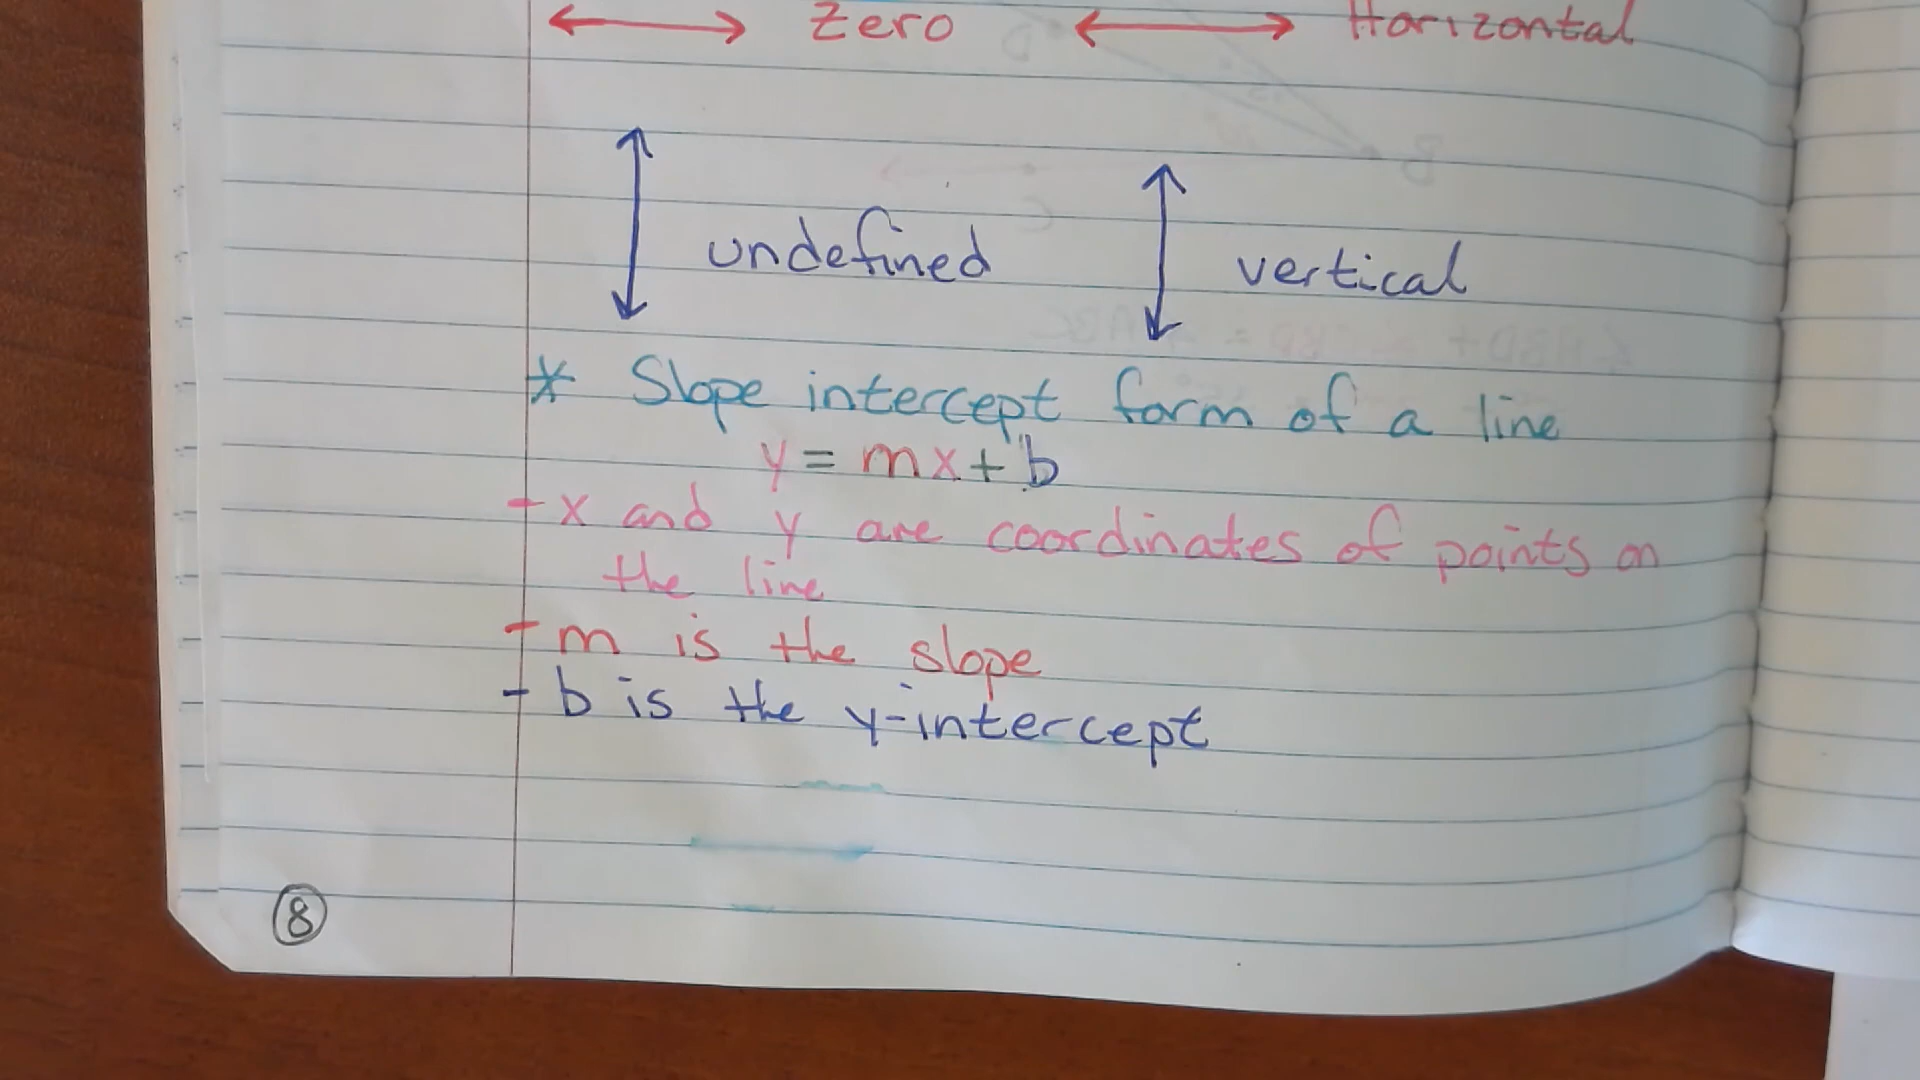 Zero Horizontal
undefined vertical
* Slope intercept form of a line
y = mx + b
- x and y are coordinates of points on
the line
- m is the slope
- b is the y-intercept
8